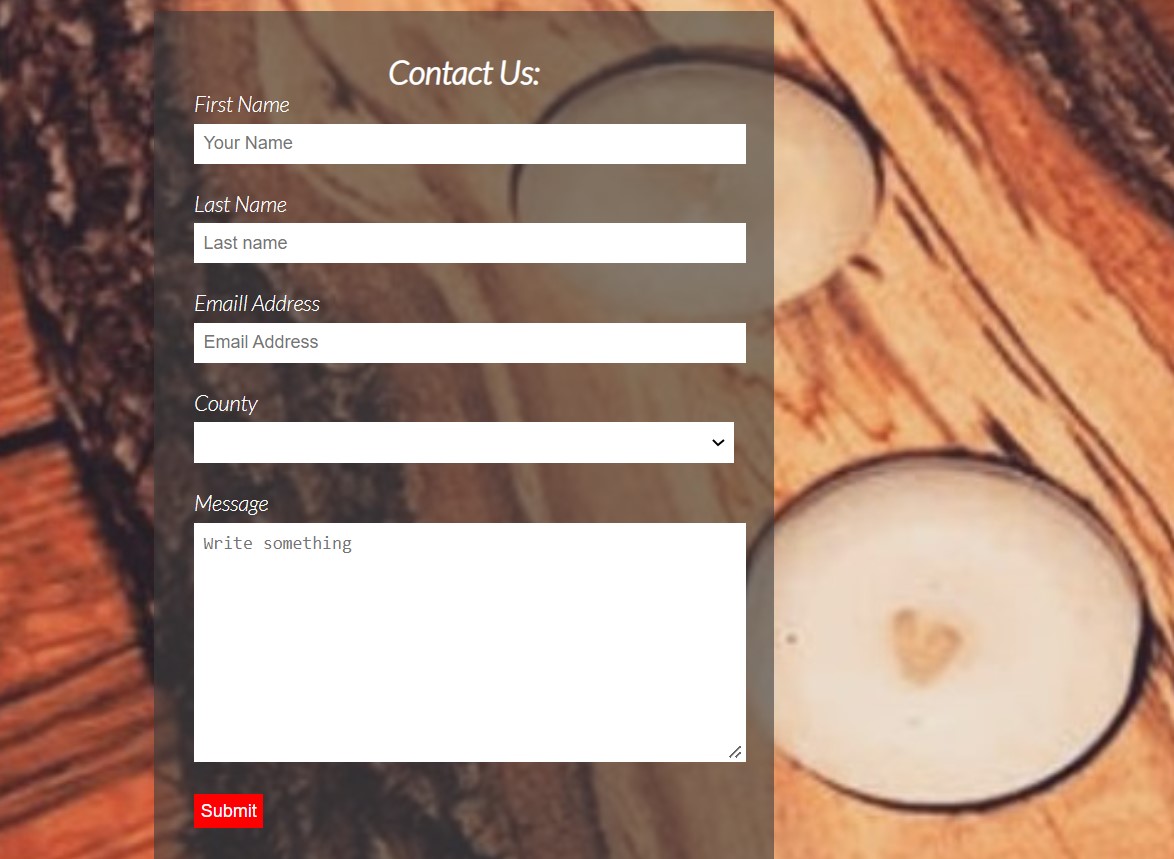 Contact Us:
First Name
Your Name
Last Name
Last name
Emaill Address
Email Address
County
Message
Write something
Submit